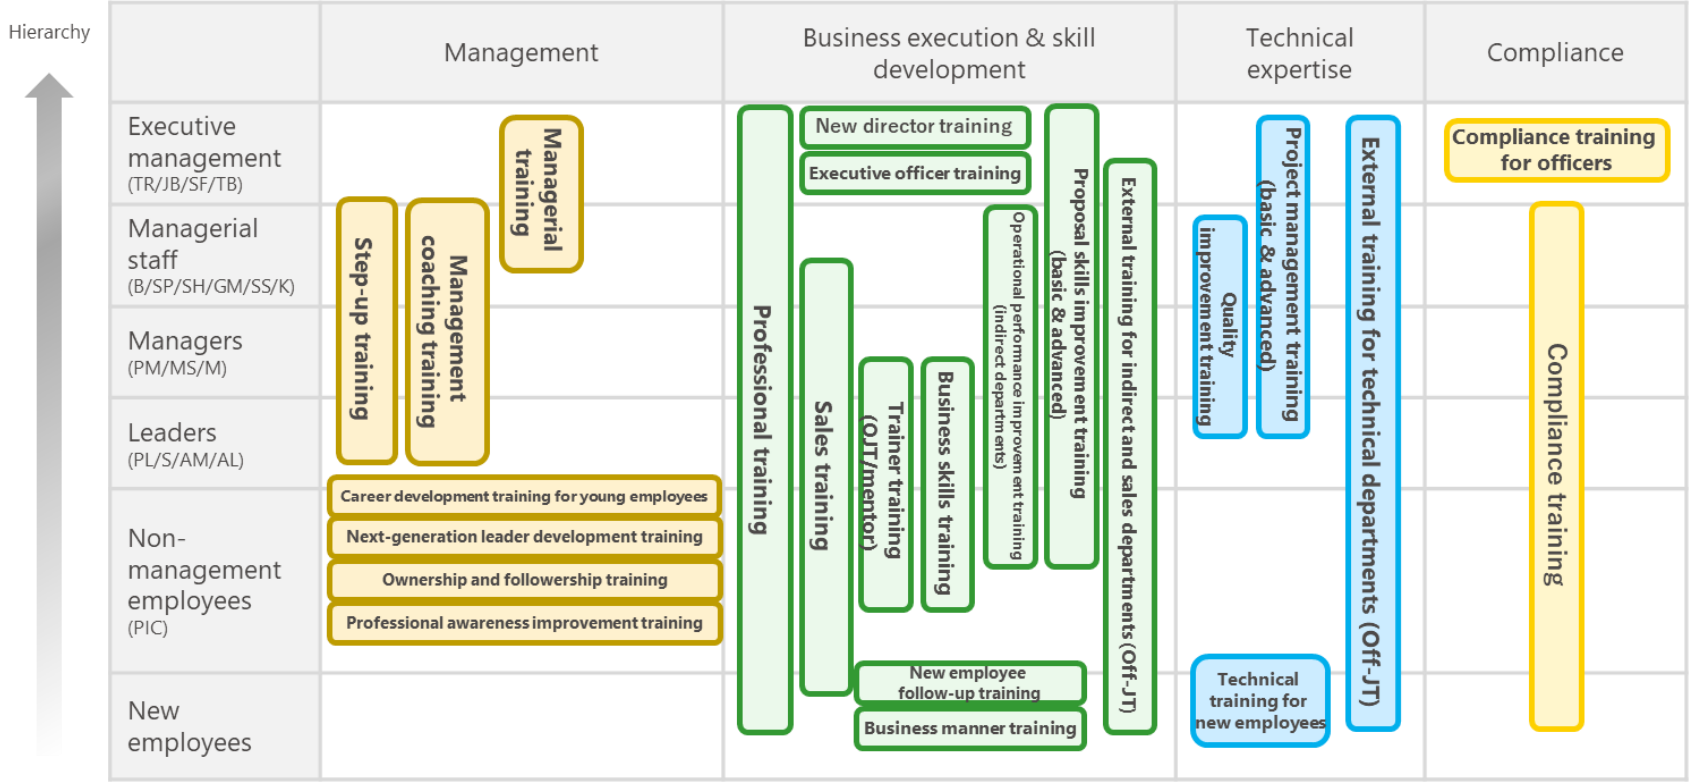 Hierarchy
Management
Business execution & skill
development
Technical
expertise
Compliance
Executive
management
(TR/JB/SF/TB)
Managerial
staff
(B/SP/SH/GM/SS/K)
Managers
(PM/MS/M)
Leaders
(PL/S/AM/AL)
Non-
management
employees
(PIC)
New
employees
Step-up training
Management
coaching training
Managerial
training
Career development training for young employees
Next-generation leader development training
Ownership and followership training
Professional awareness improvement training
Professional training
New director training
Executive officer training
Sales training
Trainer training
(OJT/mentor)
Business skills training
Operational performance improvement training
(indirect departments)
Proposal skills improvement training
(basic & advanced)
External training for indirect and sales departments (Off-JT)
New employee
follow-up training
Business manner training
Quality
improvement training
Project management training
(basic & advanced)
External training for technical departments (Off-JT)
Technical
training for
new employees
Compliance training
for officers
Compliance training